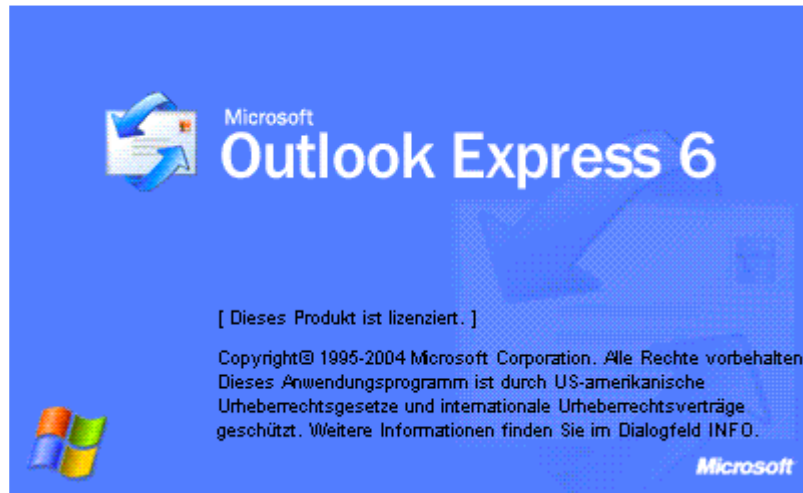 Microsoft
Outlook Express 6
[ Dieses Produkt ist lizenziert. ]
Copyright© 1995-2004 Microsoft Corporation. Alle Rechte vorbehalten
Dieses Anwendungsprogramm ist durch US-amerikanische
Urheberrechtsgesetze und internationale Urheberrechtsverträge
geschützt. Weitere Informationen finden Sie im Dialogfeld INFO.
Microsoft